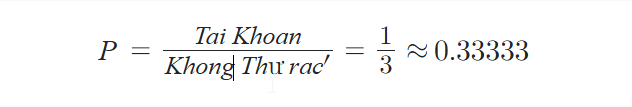 P = Tai Khoan / Khong Thư rac′ = 1/3 ≈ 0.33333